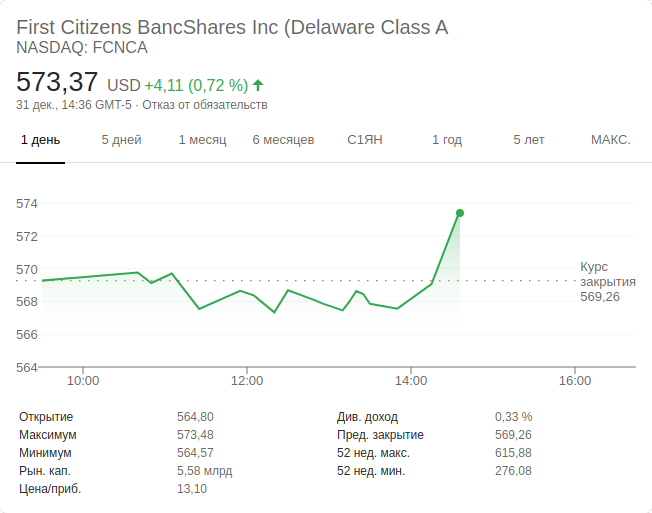 First Citizens BancShares Inc (Delaware Class A
NASDAQ: FCNCA
573,37 USD +4,11 (0,72 %)
31 дек., 14:36 GMT-5 · Отказ от обязательств
1 день 5 дней 1 месяц 6 месяцев С1ЯН 1 год 5 лет МАКС.
574
572
570
568
566
564
Курс
закрытия
569,26
10:00 12:00 14:00 16:00
Открытие 564,80 Див. доход 0,33 %
Максимум 573,48 Пред. закрытие 569,26
Минимум 564,57 52 нед. макс. 615,88
Рын. кап. 5,58 млрд 52 нед. мин. 276,08
Цена/приб. 13,10